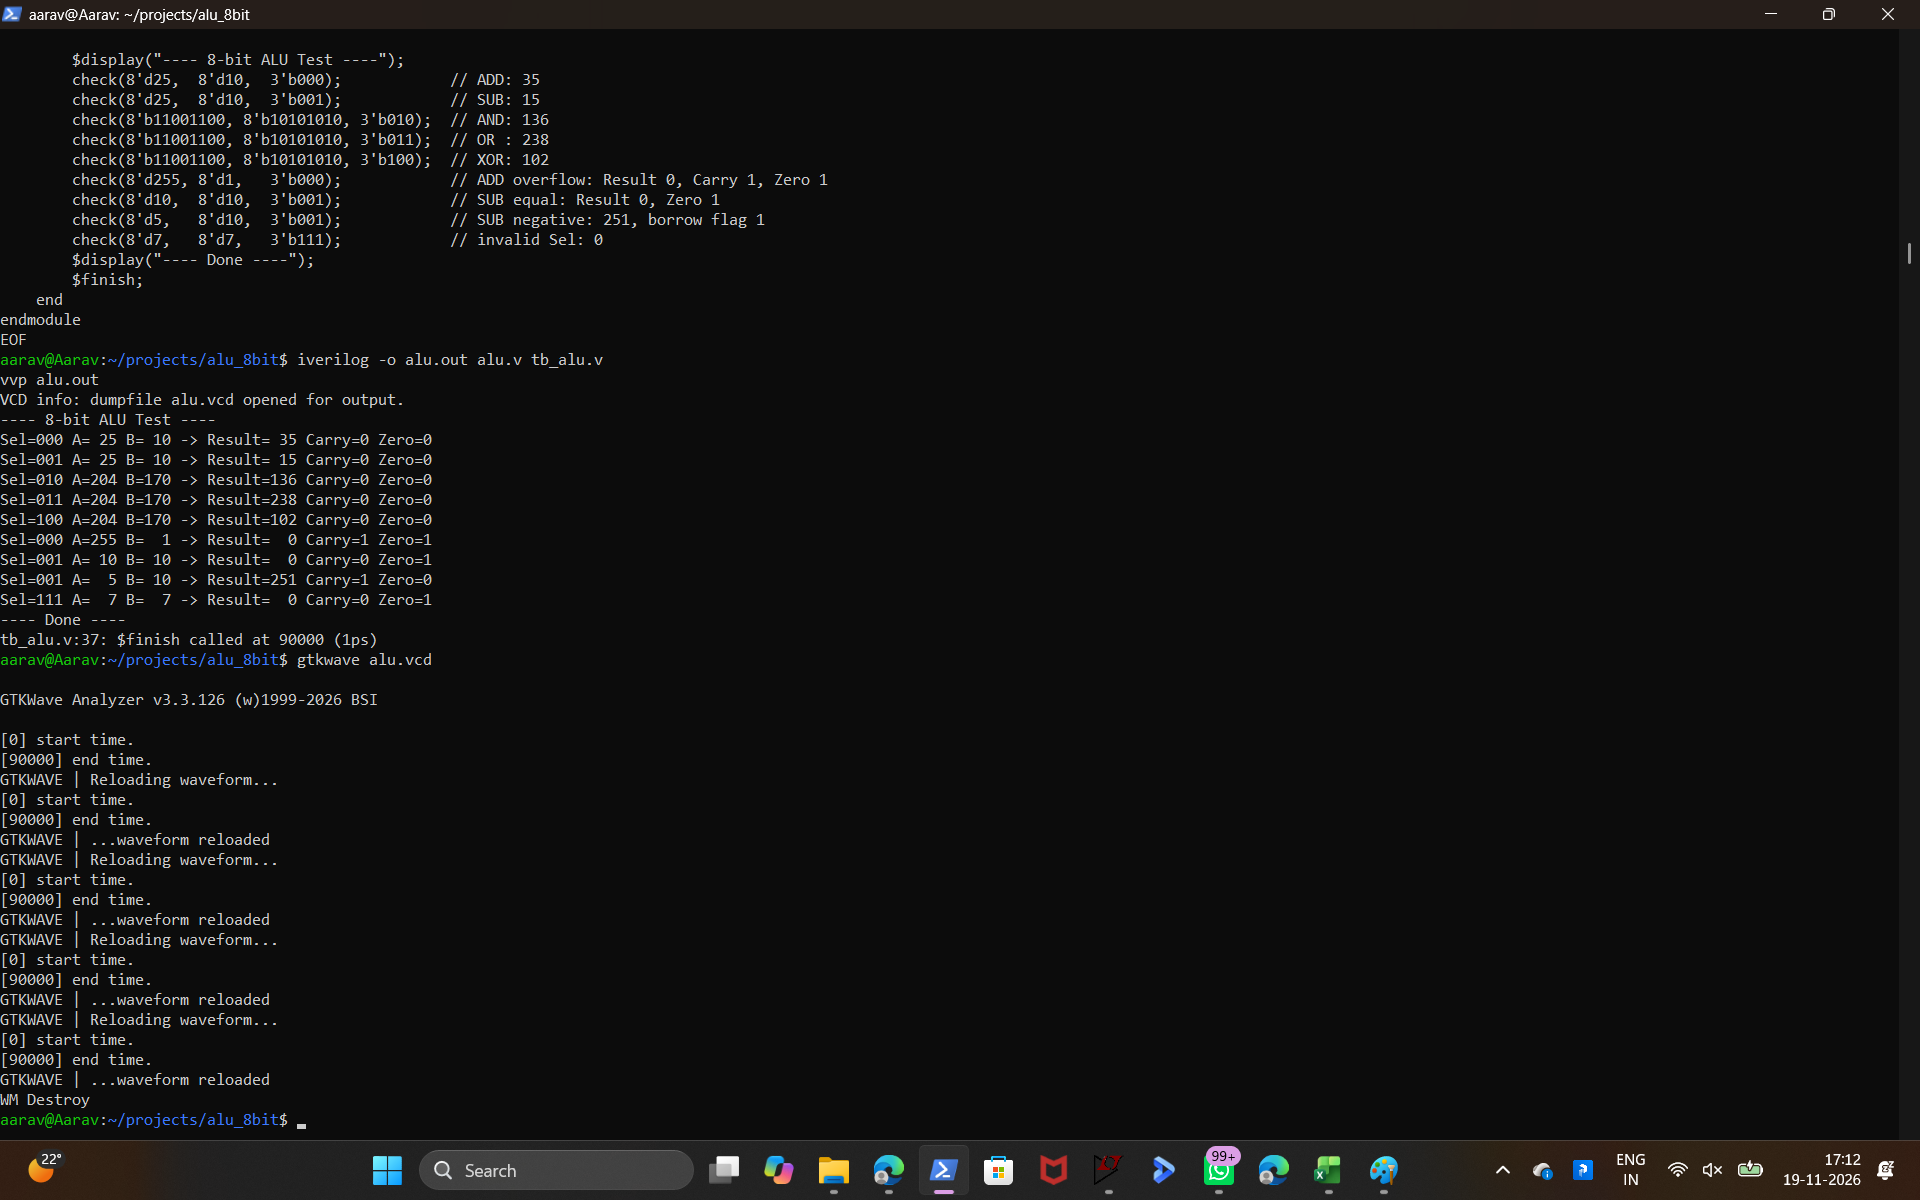 aarav@Aarav: ~/projects/alu_8bit
        $display("---- 8-bit ALU Test ----");
        check(8'd25,  8'd10,  3'b000);            // ADD: 35
        check(8'd25,  8'd10,  3'b001);            // SUB: 15
        check(8'b11001100, 8'b10101010, 3'b010);  // AND: 136
        check(8'b11001100, 8'b10101010, 3'b011);  // OR : 238
        check(8'b11001100, 8'b10101010, 3'b100);  // XOR: 102
        check(8'd255, 8'd1,   3'b000);            // ADD overflow: Result 0, Carry 1, Zero 1
        check(8'd10,  8'd10,  3'b001);            // SUB equal: Result 0, Zero 1
        check(8'd5,   8'd10,  3'b001);            // SUB negative: 251, borrow flag 1
        check(8'd7,   8'd7,   3'b111);            // invalid Sel: 0
        $display("---- Done ----");
        $finish;
    end
endmodule
EOF
aarav@Aarav:~/projects/alu_8bit$ iverilog -o alu.out alu.v tb_alu.v
vvp alu.out
VCD info: dumpfile alu.vcd opened for output.
---- 8-bit ALU Test ----
Sel=000 A= 25 B= 10 -> Result= 35 Carry=0 Zero=0
Sel=001 A= 25 B= 10 -> Result= 15 Carry=0 Zero=0
Sel=010 A=204 B=170 -> Result=136 Carry=0 Zero=0
Sel=011 A=204 B=170 -> Result=238 Carry=0 Zero=0
Sel=100 A=204 B=170 -> Result=102 Carry=0 Zero=0
Sel=000 A=255 B=  1 -> Result=  0 Carry=1 Zero=1
Sel=001 A= 10 B= 10 -> Result=  0 Carry=0 Zero=1
Sel=001 A=  5 B= 10 -> Result=251 Carry=1 Zero=0
Sel=111 A=  7 B=  7 -> Result=  0 Carry=0 Zero=1
---- Done ----
tb_alu.v:37: $finish called at 90000 (1ps)
aarav@Aarav:~/projects/alu_8bit$ gtkwave alu.vcd
GTKWave Analyzer v3.3.126 (w)1999-2026 BSI
[0] start time.
[90000] end time.
GTKWAVE | Reloading waveform...
[0] start time.
[90000] end time.
GTKWAVE | ...waveform reloaded
GTKWAVE | Reloading waveform...
[0] start time.
[90000] end time.
GTKWAVE | ...waveform reloaded
GTKWAVE | Reloading waveform...
[0] start time.
[90000] end time.
GTKWAVE | ...waveform reloaded
GTKWAVE | Reloading waveform...
[0] start time.
[90000] end time.
GTKWAVE | ...waveform reloaded
WM Destroy
aarav@Aarav:~/projects/alu_8bit$
22°
Search
99+
ENG
IN
17:12
19-11-2026